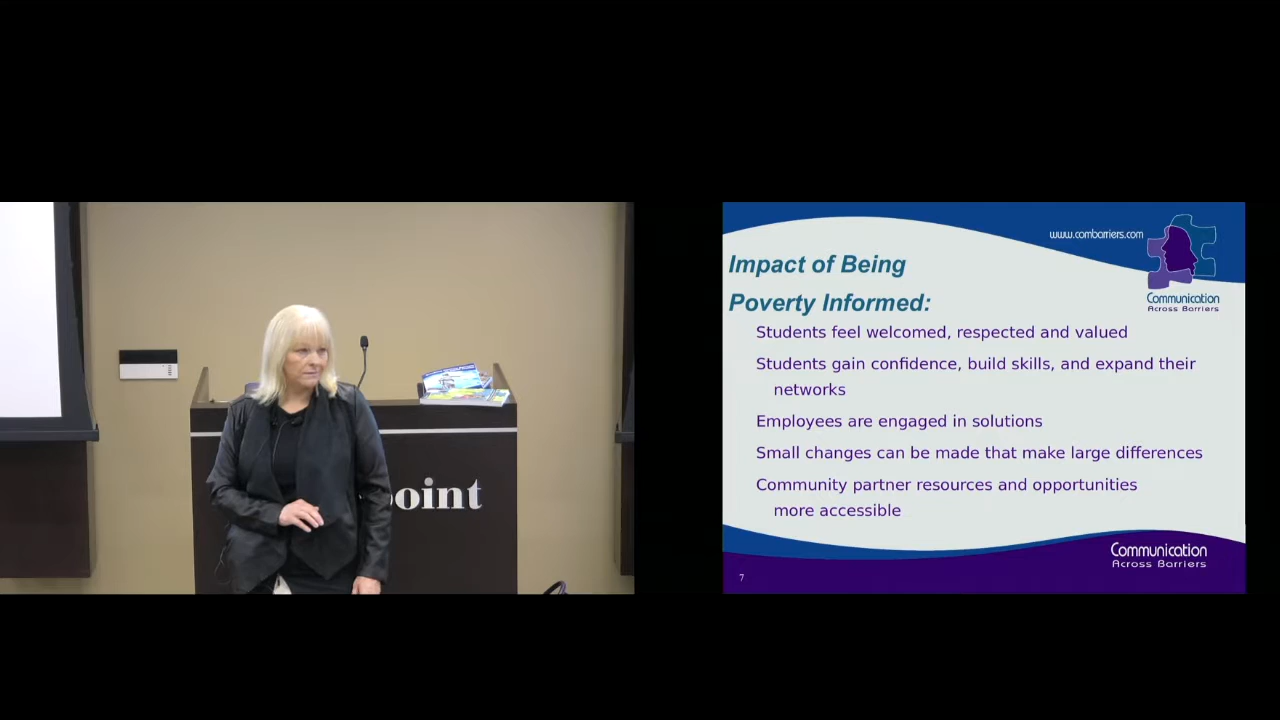 point
www.combarriers.com
Communication
Across Barriers
Impact of Being
Poverty Informed:
Students feel welcomed, respected and valued
Students gain confidence, build skills, and expand their
networks
Employees are engaged in solutions
Small changes can be made that make large differences
Community partner resources and opportunities
more accessible
Communication
Across Barriers
7